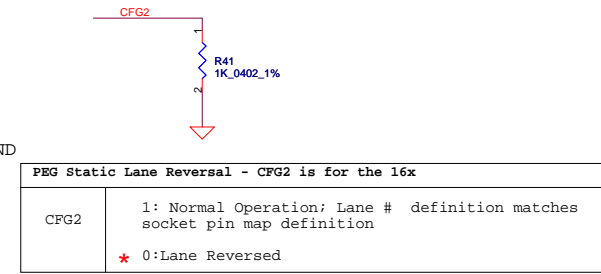 CFG2
1
R41
1K_0402_1%
2
ND
PEG Static Lane Reversal - CFG2 is for the 16x
CFG2
1: Normal Operation; Lane # definition matches
socket pin map definition
* 0:Lane Reversed